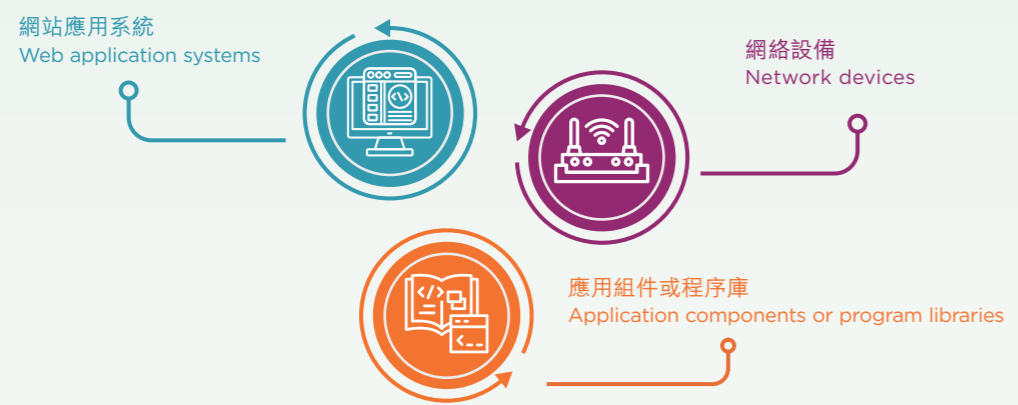 網站應用系統
Web application systems
網絡設備
Network devices
應用組件或程序庫
Application components or program libraries